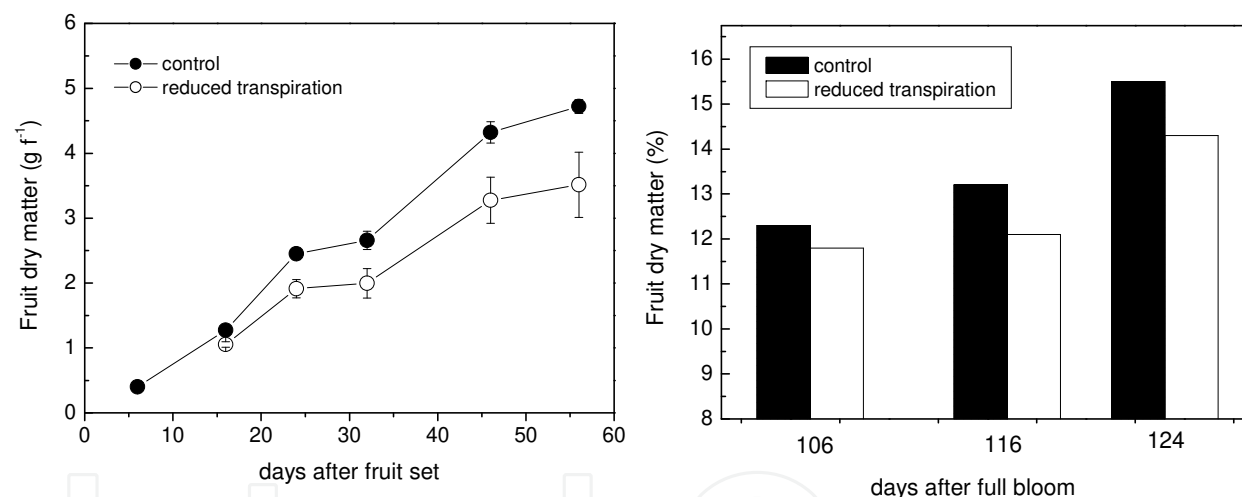 6
5
4
3
2
1
0
Fruit dry matter (g f⁻¹)
control
reduced transpiration
0 10 20 30 40 50 60
days after fruit set
16
15
14
13
12
11
10
9
8
Fruit dry matter (%)
control
reduced transpiration
106 116 124
days after full bloom